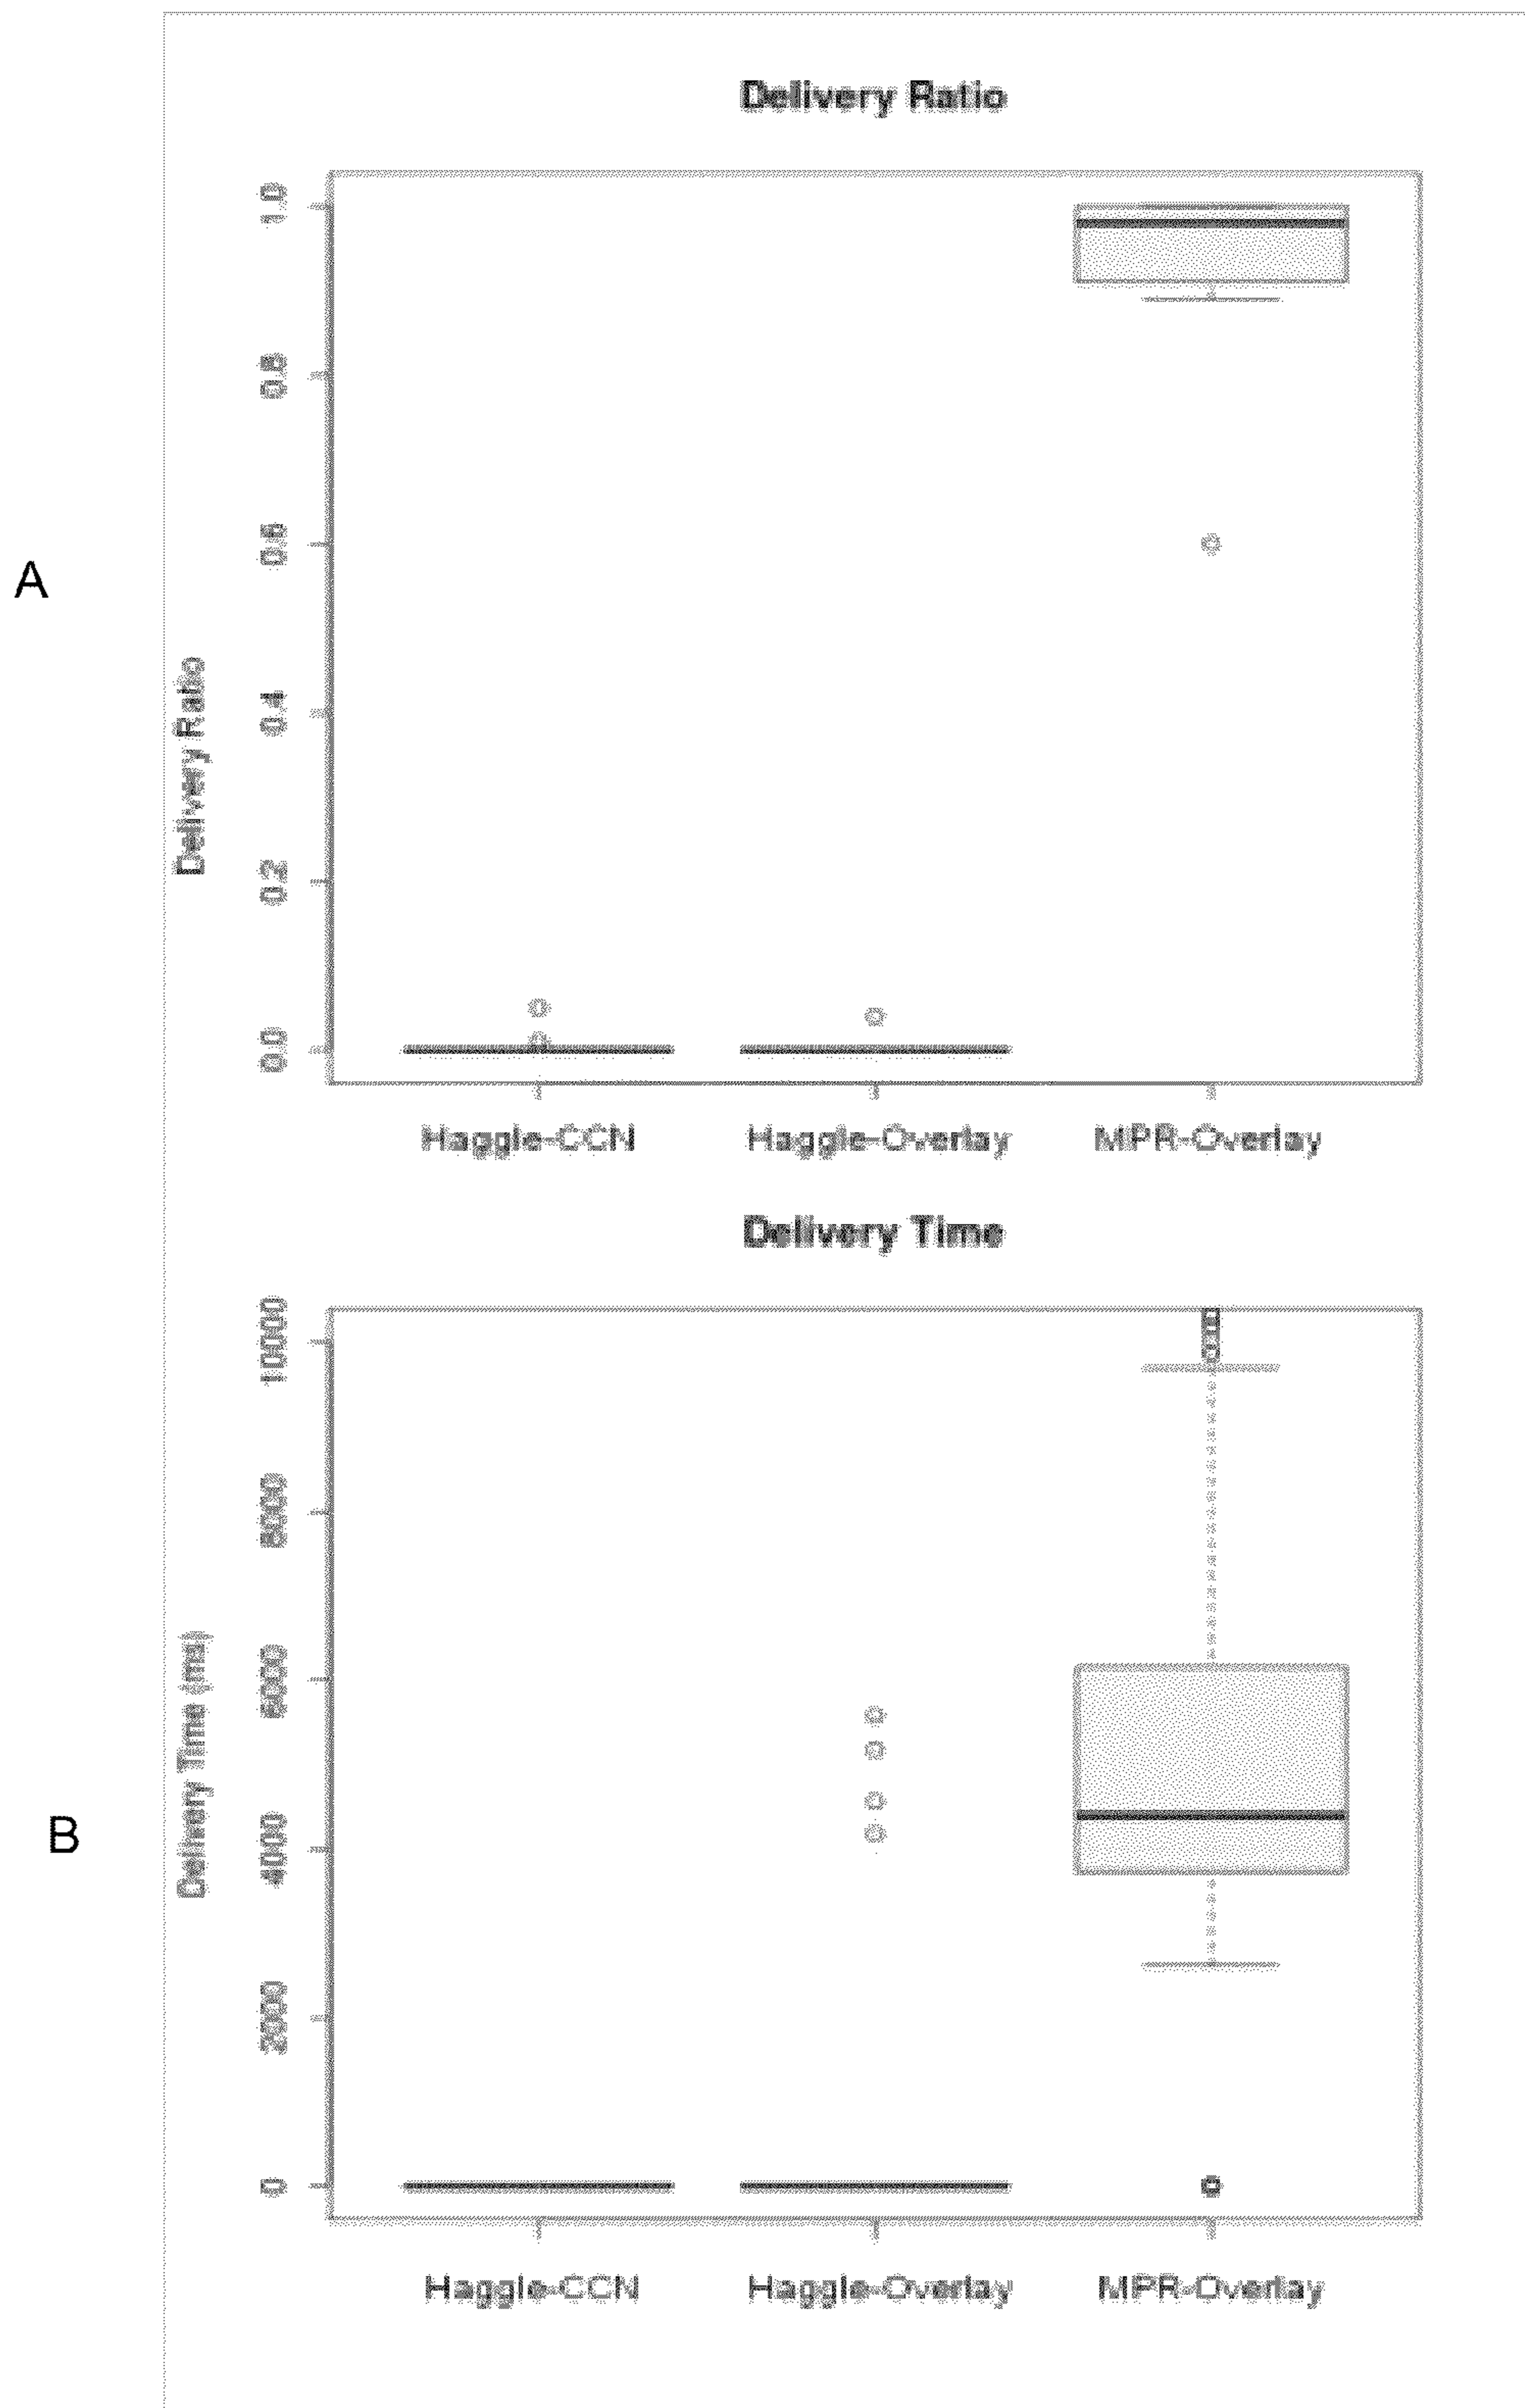 Delivery Ratio
1.0
0.8
0.6
A
0.4
Delivery Ratio
0.2
0.0
Haggle-CCN Haggle-Overlay MPR-Overlay
Delivery Time
10000
8000
6000
Delivery Time (ms)
B
4000
2000
0
Haggle-CCN Haggle-Overlay MPR-Overlay